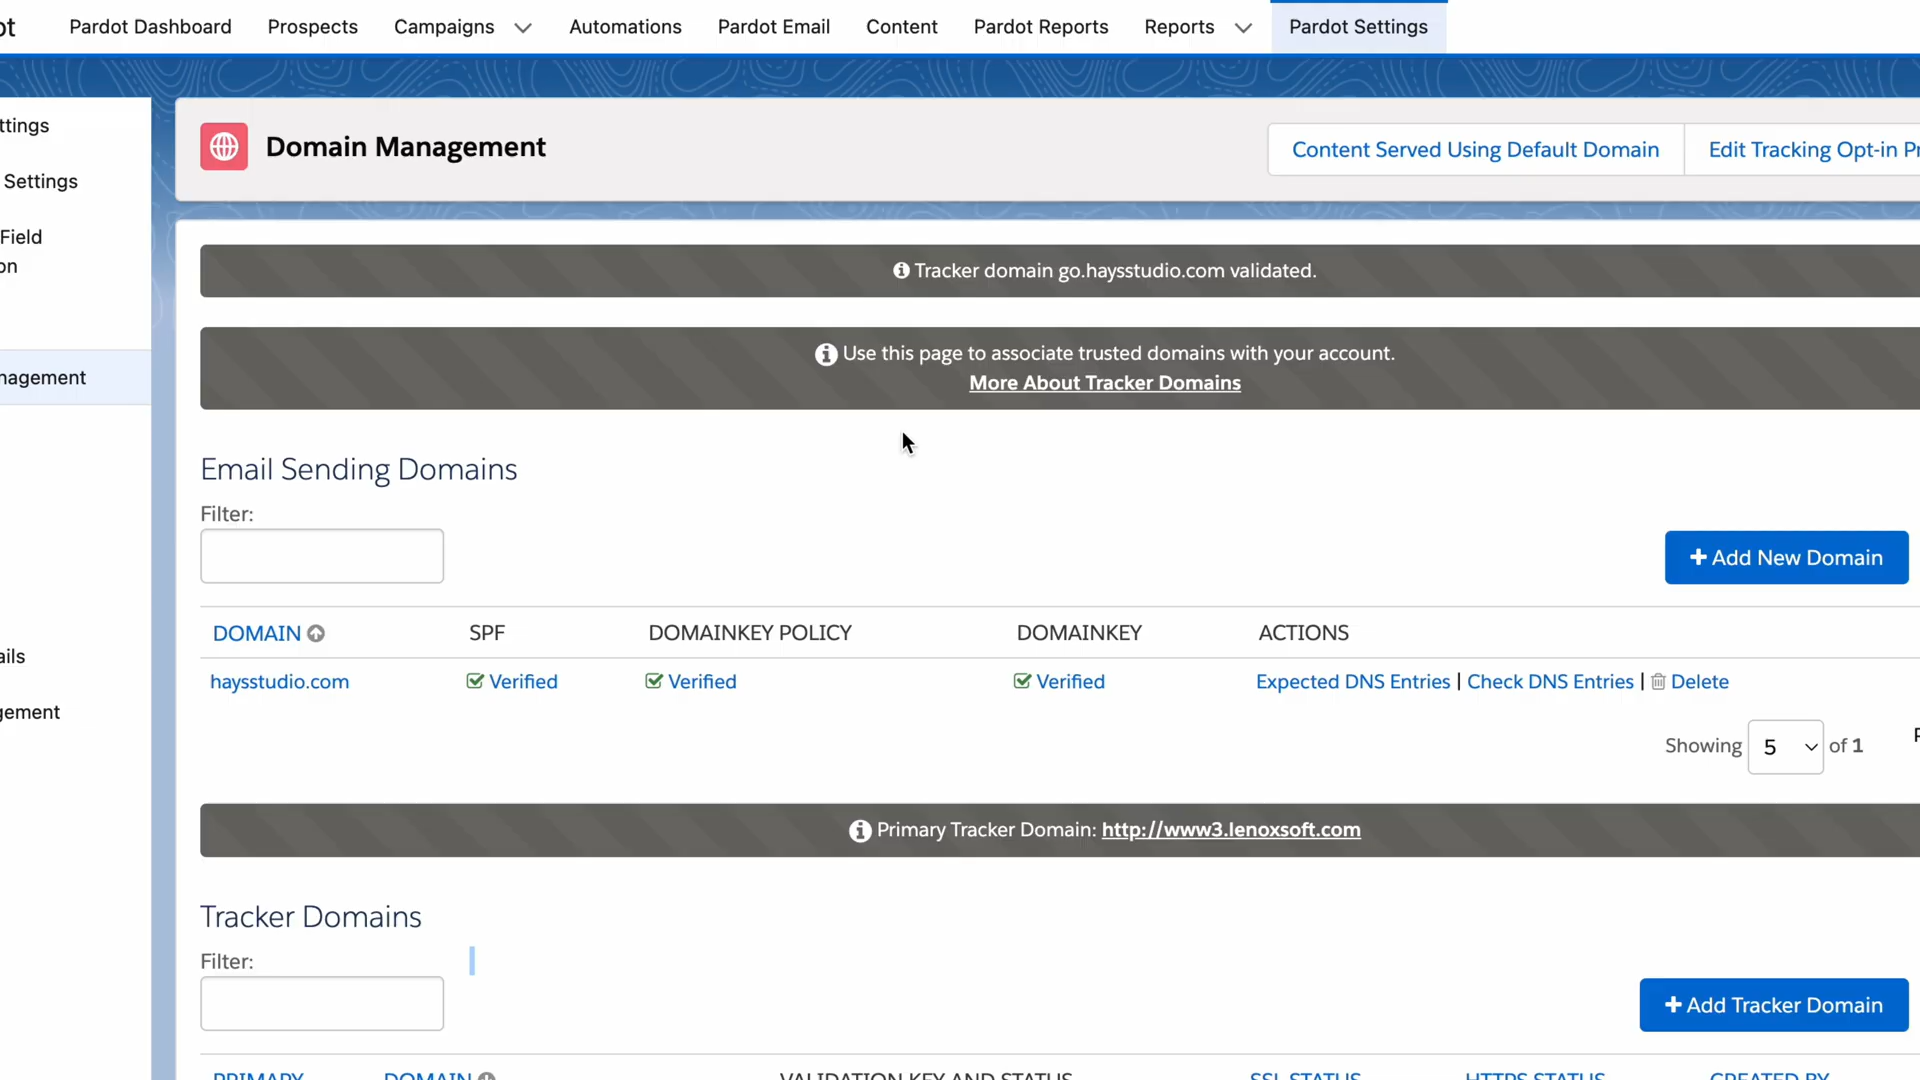 ot
Pardot Dashboard
Prospects
Campaigns
Automations
Pardot Email
Content
Pardot Reports
Reports
Pardot Settings
ttings
Settings
Field
on
nagement
ails
gement
Domain Management
Content Served Using Default Domain
Edit Tracking Opt-in Pr
Tracker domain go.haysstudio.com validated.
Use this page to associate trusted domains with your account.
More About Tracker Domains
Email Sending Domains
Filter:
+ Add New Domain
DOMAIN SPF DOMAINKEY POLICY DOMAINKEY ACTIONS
haysstudio.com Verified Verified Verified Expected DNS Entries | Check DNS Entries | Delete
Showing 5 of 1
P
Primary Tracker Domain: http://www3.lenoxsoft.com
Tracker Domains
Filter:
+ Add Tracker Domain
PRIMARY DOMAIN VALIDATION KEY AND STATUS SSL STATUS HTTPS STATUS CREATED BY